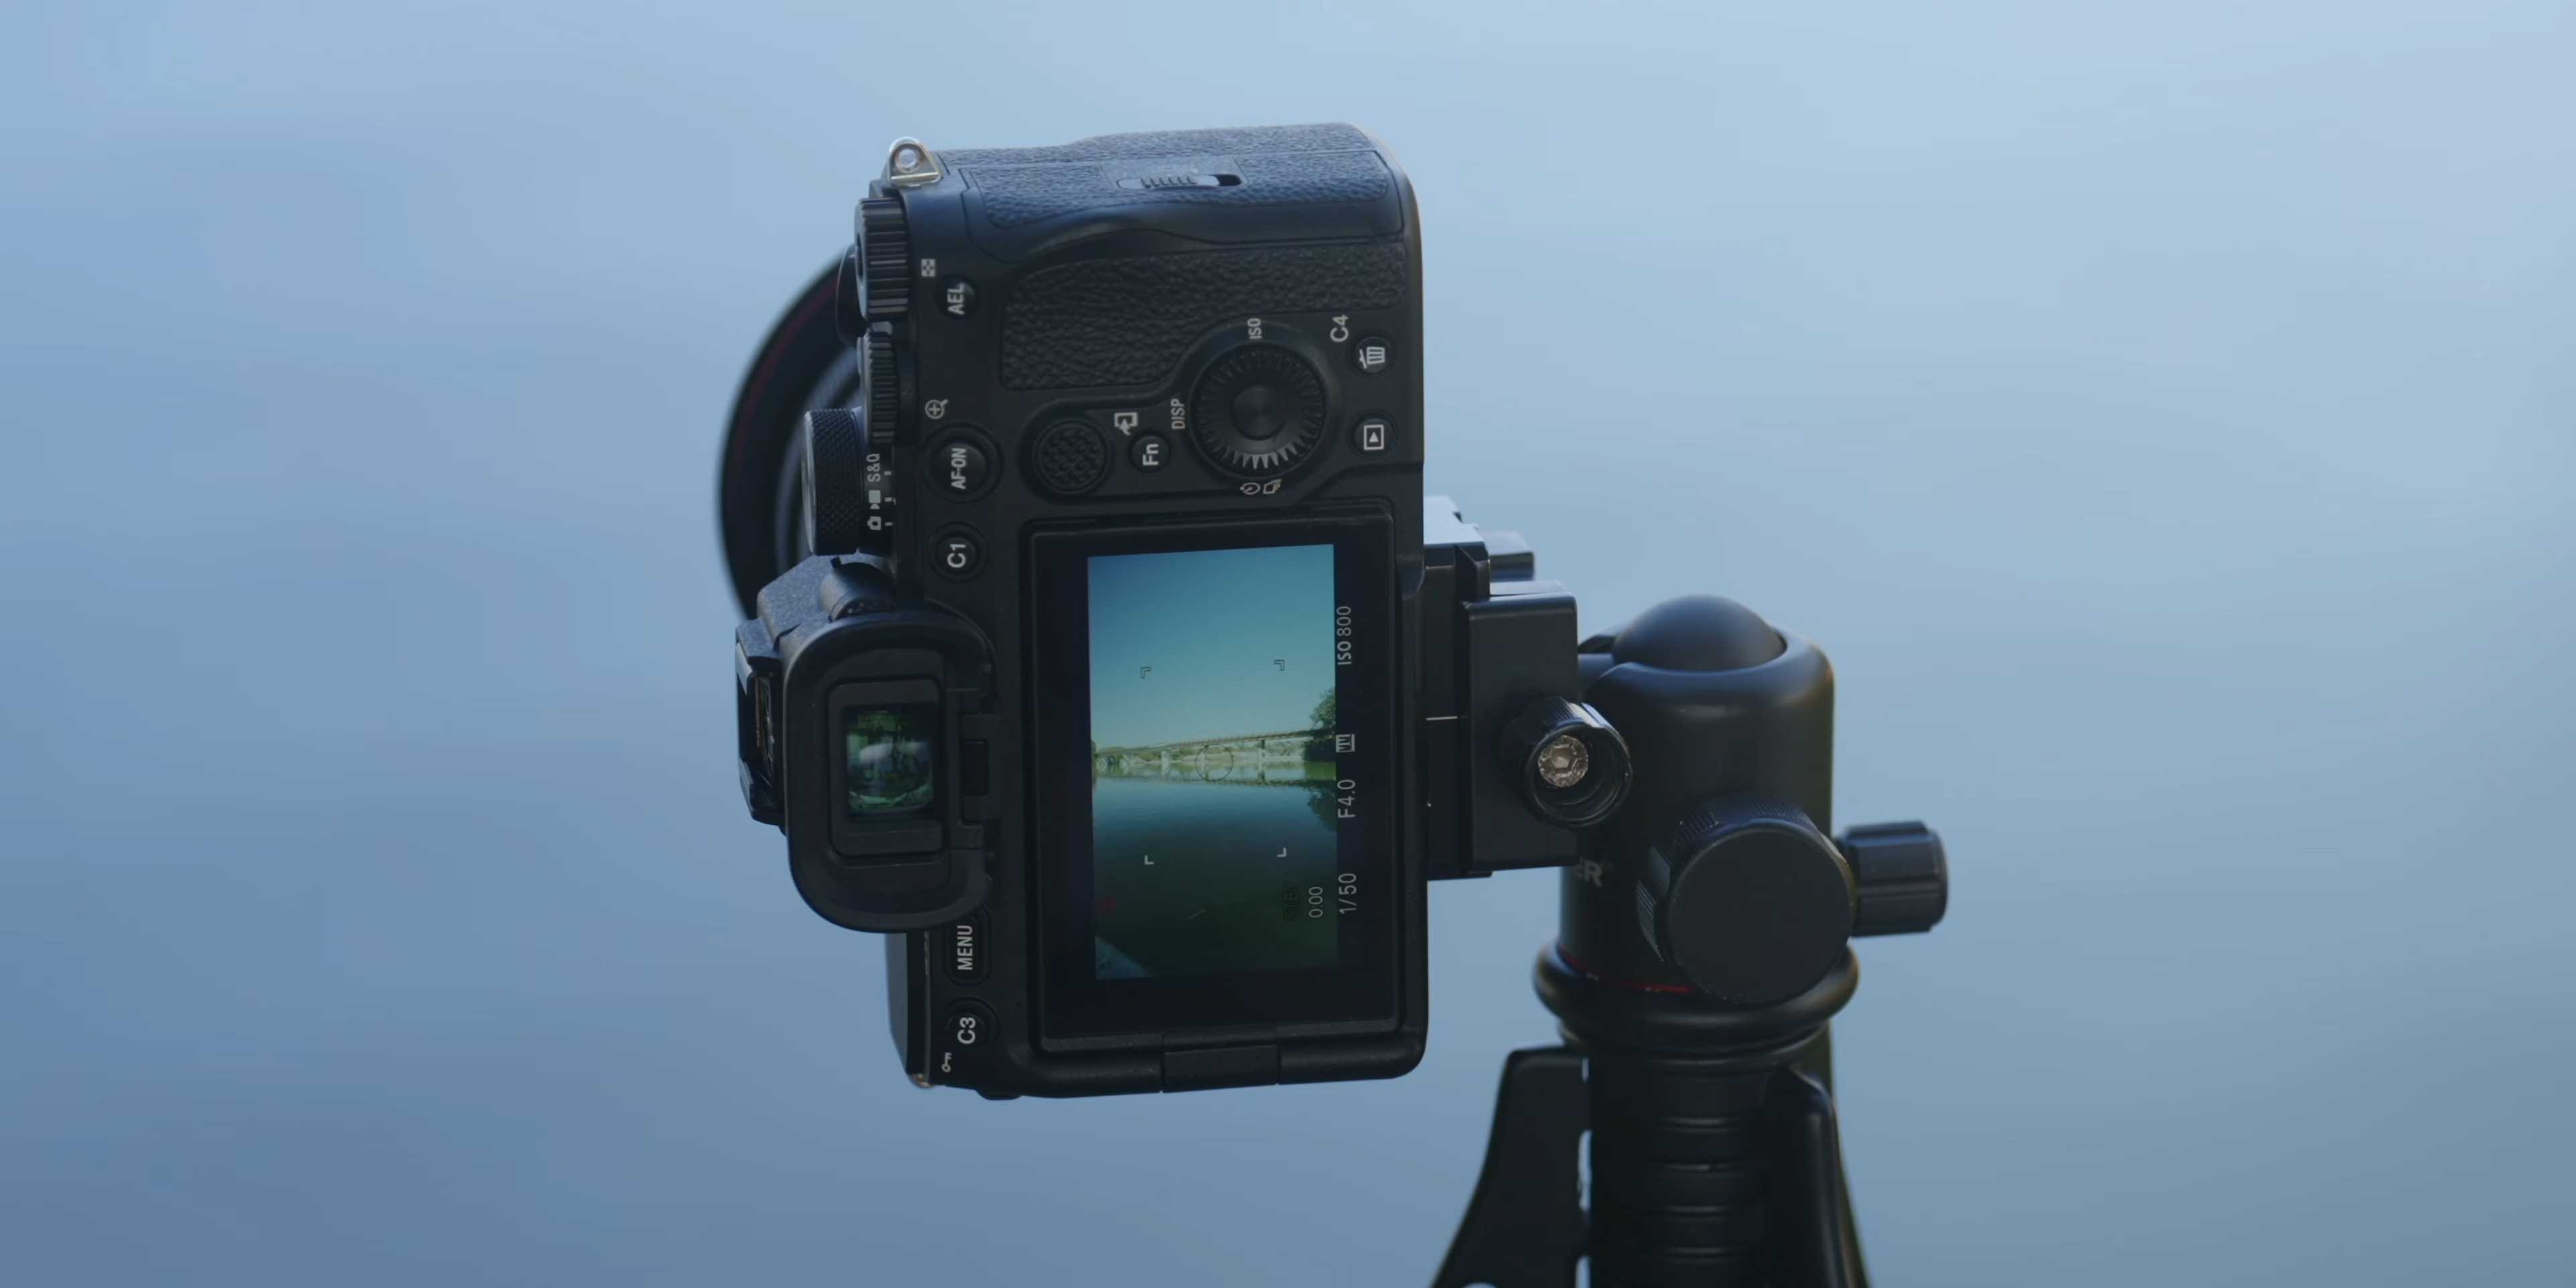 AEL
ISO
C4
DISP
Fn
AF-ON
S&Q
C1
ISO 800
F4.0
1/50
0:00
MENU
C3